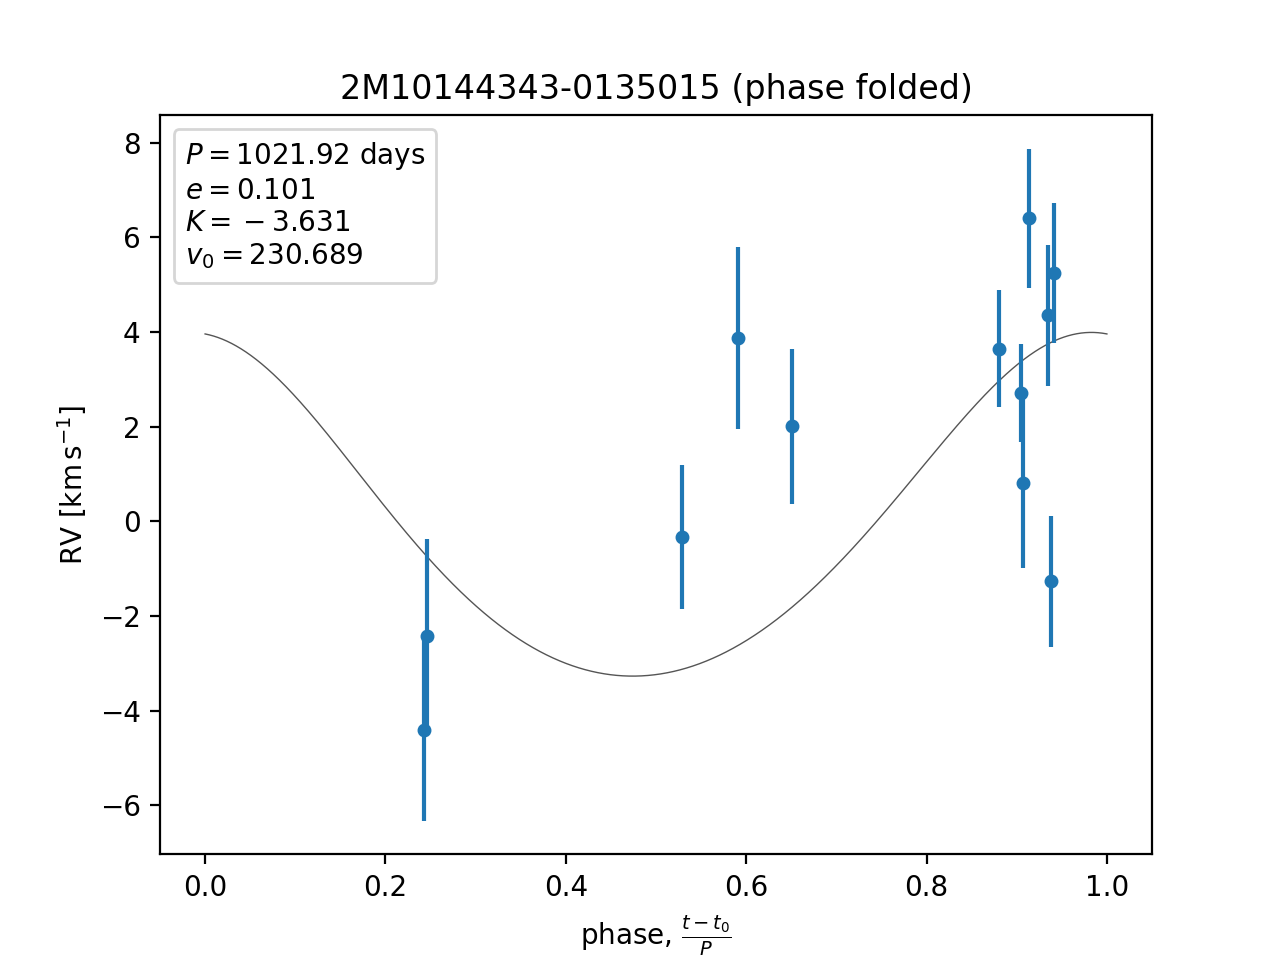 2M10144343-0135015 (phase folded)
P = 1021.92 days
e = 0.101
K = −3.631
v₀ = 230.689
8
6
4
2
0
−2
−4
−6
RV [km s⁻¹]
0.0 0.2 0.4 0.6 0.8 1.0
phase, (t − t₀)/P